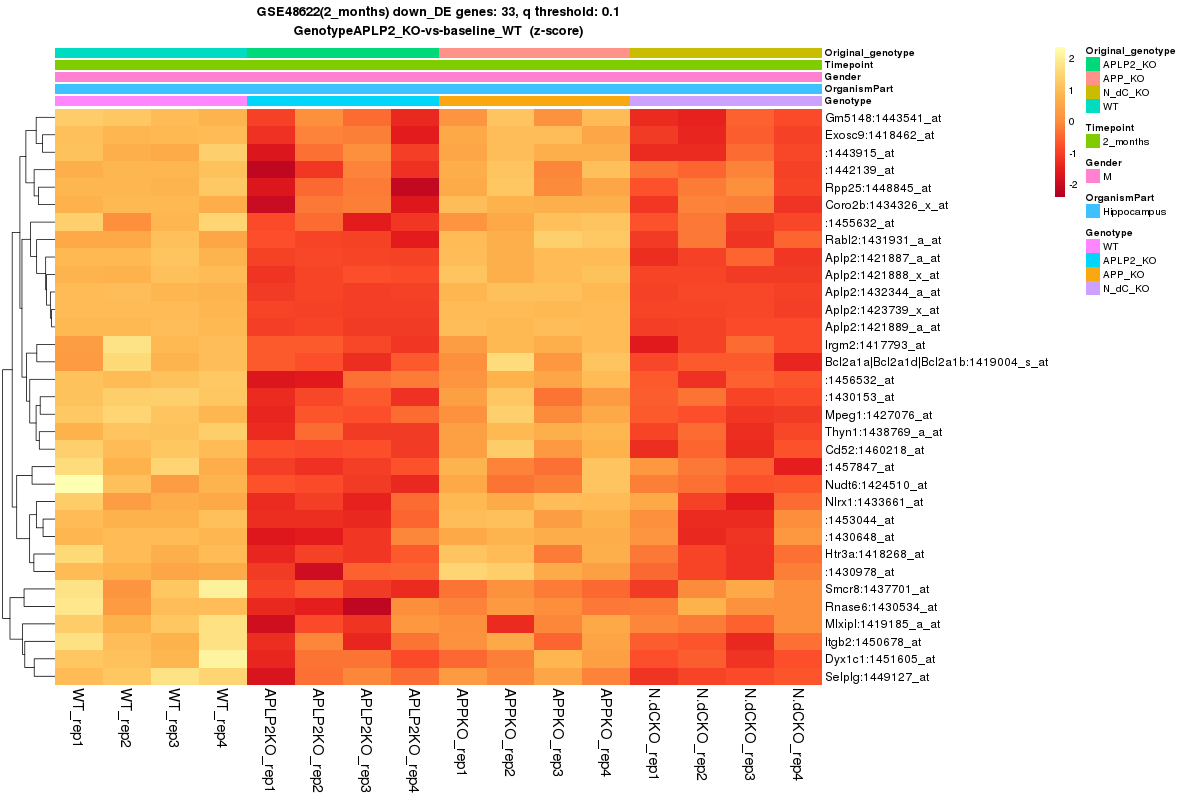 GSE48622(2_months) down_DE genes: 33, q threshold: 0.1
GenotypeAPLP2_KO-vs-baseline_WT (z-score)
Original_genotype
Timepoint
Gender
OrganismPart
Genotype
Gm5148:1443541_at
Exosc9:1418462_at
:1443915_at
:1442139_at
Rpp25:1448845_at
Coro2b:1434326_x_at
:1455632_at
Rabl2:1431931_a_at
Aplp2:1421887_a_at
Aplp2:1421888_x_at
Aplp2:1432344_a_at
Aplp2:1423739_x_at
Aplp2:1421889_a_at
Irgm2:1417793_at
Bcl2a1a|Bcl2a1d|Bcl2a1b:1419004_s_at
:1456532_at
:1430153_at
Mpeg1:1427076_at
Thyn1:1438769_a_at
Cd52:1460218_at
:1457847_at
Nudt6:1424510_at
Nlrx1:1433661_at
:1453044_at
:1430648_at
Htr3a:1418268_at
:1430978_at
Smcr8:1437701_at
Rnase6:1430534_at
Mlxipl:1419185_a_at
Itgb2:1450678_at
Dyx1c1:1451605_at
Selplg:1449127_at
WT_rep1
WT_rep2
WT_rep3
WT_rep4
APLP2KO_rep1
APLP2KO_rep2
APLP2KO_rep3
APLP2KO_rep4
APPKO_rep1
APPKO_rep2
APPKO_rep3
APPKO_rep4
N.dCKO_rep1
N.dCKO_rep2
N.dCKO_rep3
N.dCKO_rep4
2
1
0
-1
-2
Original_genotype
APLP2_KO
APP_KO
N_dC_KO
WT
Timepoint
2_months
Gender
M
OrganismPart
Hippocampus
Genotype
WT
APLP2_KO
APP_KO
N_dC_KO